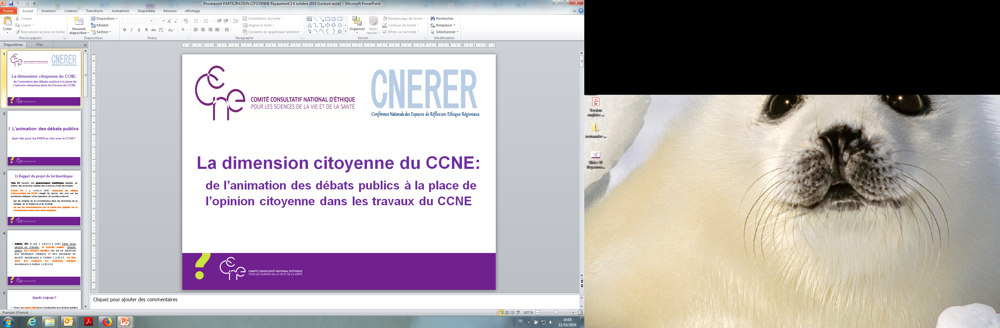 Powerpoint PARTICIPATION CITOYENNE Royaumont 2 4 octobre 2019 [Lecture seule] - Microsoft PowerPoint
Fichier Accueil Insertion Création Transitions Animations Diaporama Révision Affichage
Coller
Couper
Copier
Reproduire la mise en forme
Presse-papiers
Nouvelle diapositive
Disposition
Rétablir
Section
Diapositives
G I S S abc AV Aa A
Police
Orientation du texte
Aligner le texte
Convertir en graphique SmartArt
Paragraphe
Organiser
Styles rapides
Remplissage de forme
Contour de forme
Effets sur la forme
Dessin
Rechercher
Remplacer
Sélectionner
Modification
Diapositives Plan
1
ccne
COMITÉ CONSULTATIF NATIONAL D'ÉTHIQUE
POUR LES SCIENCES DE LA VIE ET DE LA SANTÉ
CNERER
Conférence Nationale des Espaces de Réflexion Ethique Régionaux
La dimension citoyenne du CCNE:
de l'animation des débats publics à la place de
l'opinion citoyenne dans les travaux du CCNE
2
I L'animation des débats publics
Quel rôle pour les ERER en lien avec le CCNE?
3
1) Rappel du projet de loi bioéthique
Titre VI: Assurer une gouvernance bioéthique adaptée au
rythme des avancées rapides des sciences et des techniques
Article 29 I (L 1412-1 CSP): extension du champ
d'intervention du CCNE chargé de donner des avis sur les
problèmes éthiques et les questions de société soulevés:
- par les progrès de la connaissance dans les domaines de la
biologie, de la médecine et de la santé
- ou par les conséquences sur la santé des progrès de la
connaissance dans tout autre domaine
4
• Article 29: II (art L 1412-1-1 CSP) Entre deux
projets de réforme, le comité anime, chaque
année, des débats publics sur un ou plusieurs
des problèmes éthiques et des questions de
société mentionnés à l'article L.1412-1, en lien
avec les espaces de réflexion éthique
mentionnés à l'article L.1412-63
5
Quels enjeux?
• Poser un cadre clair pour l'animation des débats publics
ccne
COMITÉ CONSULTATIF NATIONAL D'ÉTHIQUE
POUR LES SCIENCES DE LA VIE ET DE LA SANTÉ
CNERER
Conférence Nationale des Espaces de Réflexion Ethique Régionaux
La dimension citoyenne du CCNE:
de l'animation des débats publics à la place de
l'opinion citoyenne dans les travaux du CCNE
?
ccne
COMITÉ CONSULTATIF NATIONAL D'ÉTHIQUE
POUR LES SCIENCES DE LA VIE ET DE LA SANTÉ
Cliquez pour ajouter des commentaires
Français (France)
107 %
FR
10:05
11/10/2019
PDF
Version
anglaise ...
wetransfer-...
Slides VF
Royaumo...